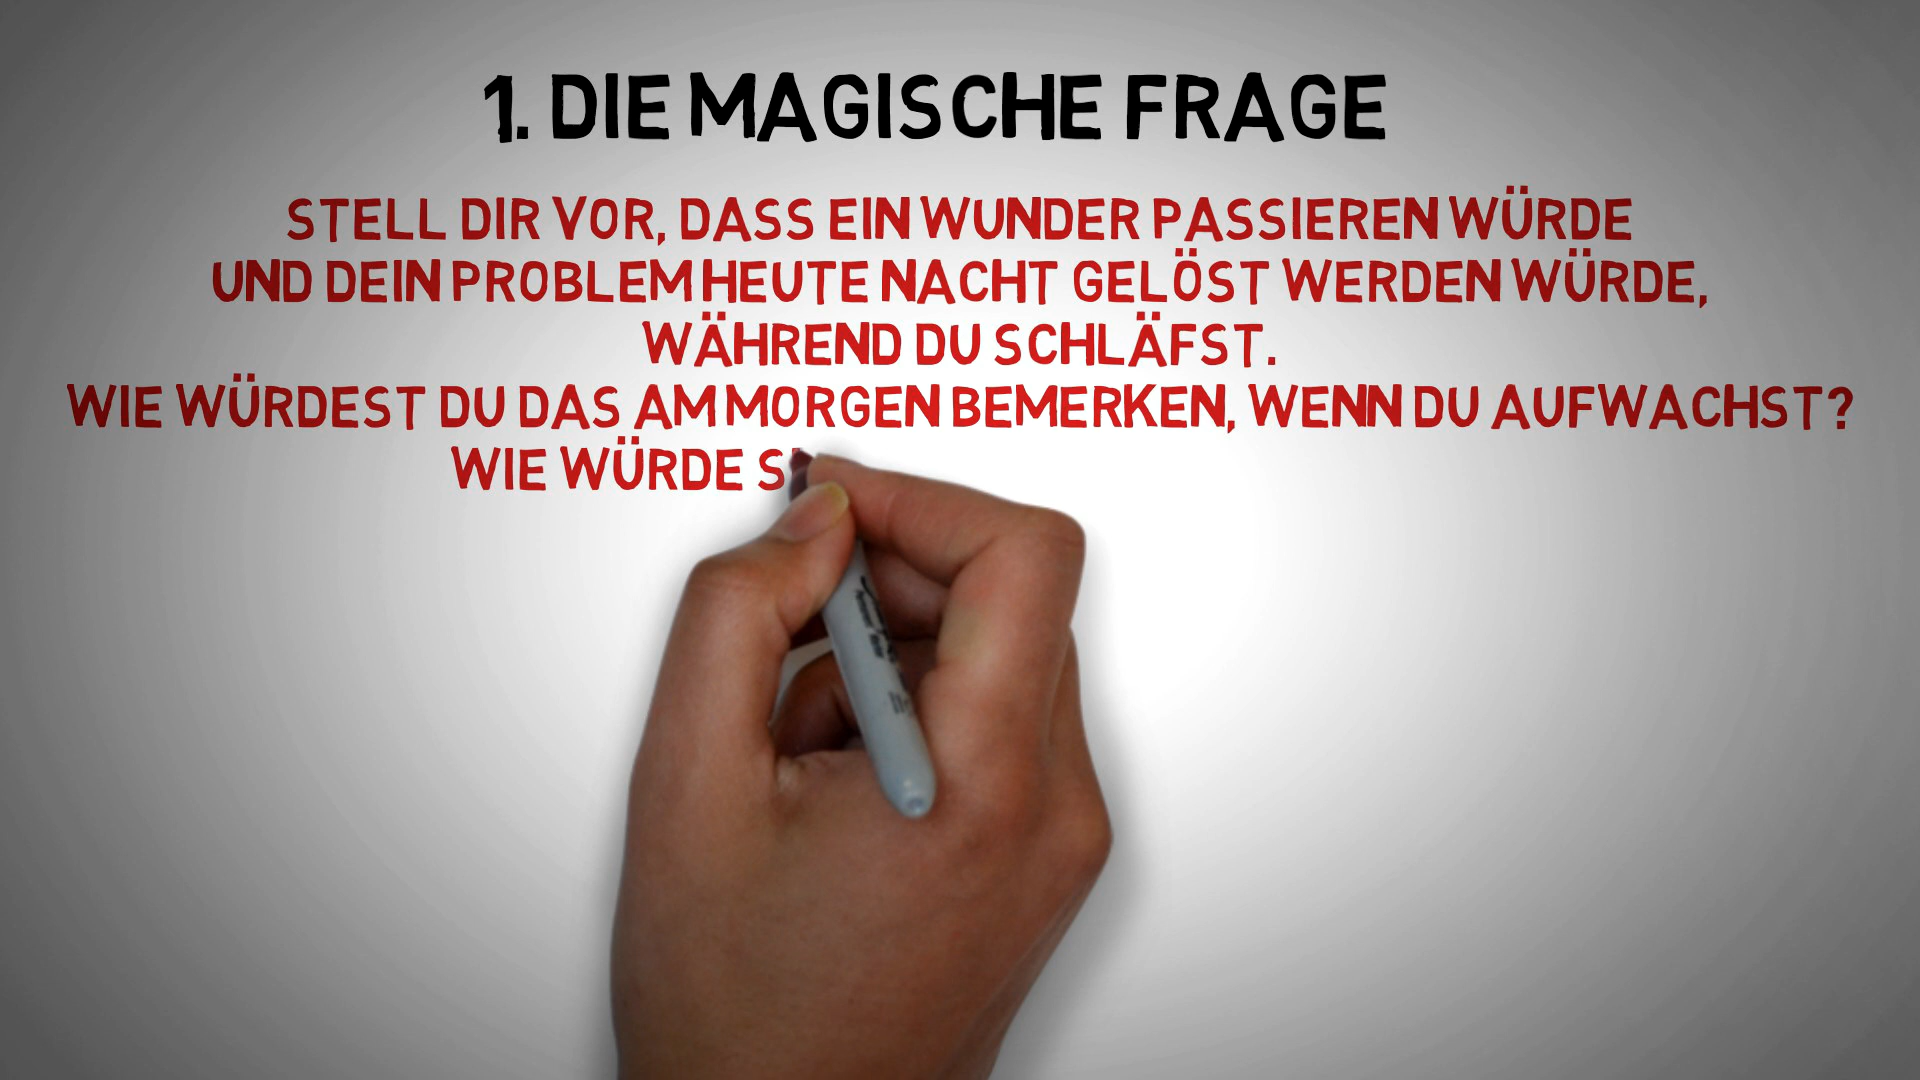 1. DIE MAGISCHE FRAGE
STELL DIR VOR, DASS EIN WUNDER PASSIEREN WÜRDE
UND DEIN PROBLEM HEUTE NACHT GELÖST WERDEN WÜRDE,
WÄHREND DU SCHLÄFST.
WIE WÜRDEST DU DAS AM MORGEN BEMERKEN, WENN DU AUFWACHST?
WIE WÜRDE